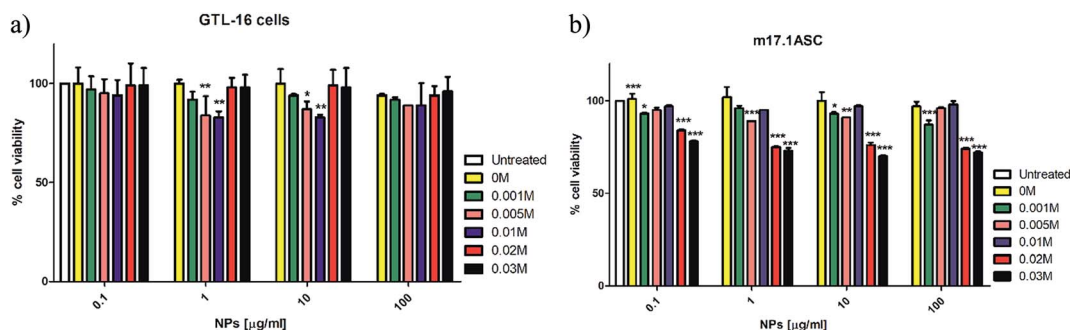 a)
GTL-16 cells
% cell viability
100
50
0
**
**
*
**
0.1
1
10
100
NPs [µg/ml]
Untreated
0M
0.001M
0.005M
0.01M
0.02M
0.03M
b)
m17.1ASC
% cell viability
100
50
0
***
*
***
***
***
***
***
*
**
***
***
***
***
***
0.1
1
10
100
NPs [µg/ml]
Untreated
0M
0.001M
0.005M
0.01M
0.02M
0.03M